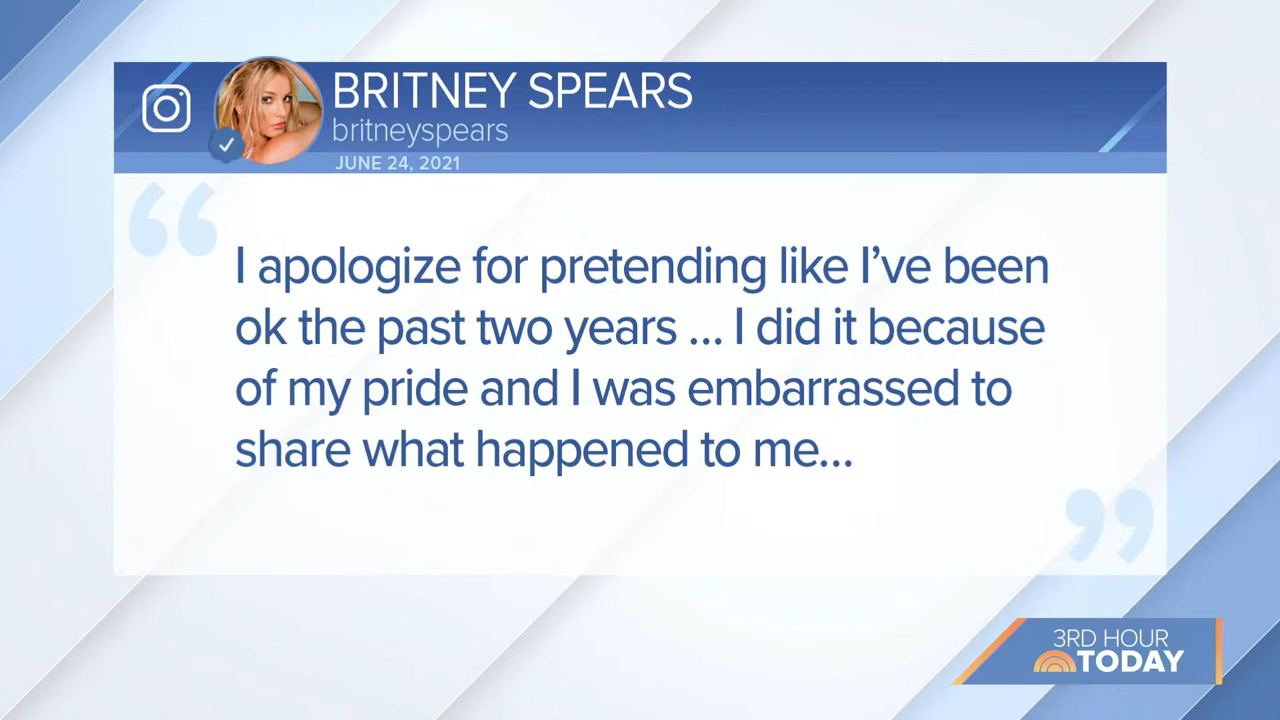 BRITNEY SPEARS
britneyspears
JUNE 24, 2021
“
I apologize for pretending like I’ve been
ok the past two years ... I did it because
of my pride and I was embarrassed to
share what happened to me...
”
3RD HOUR
TODAY